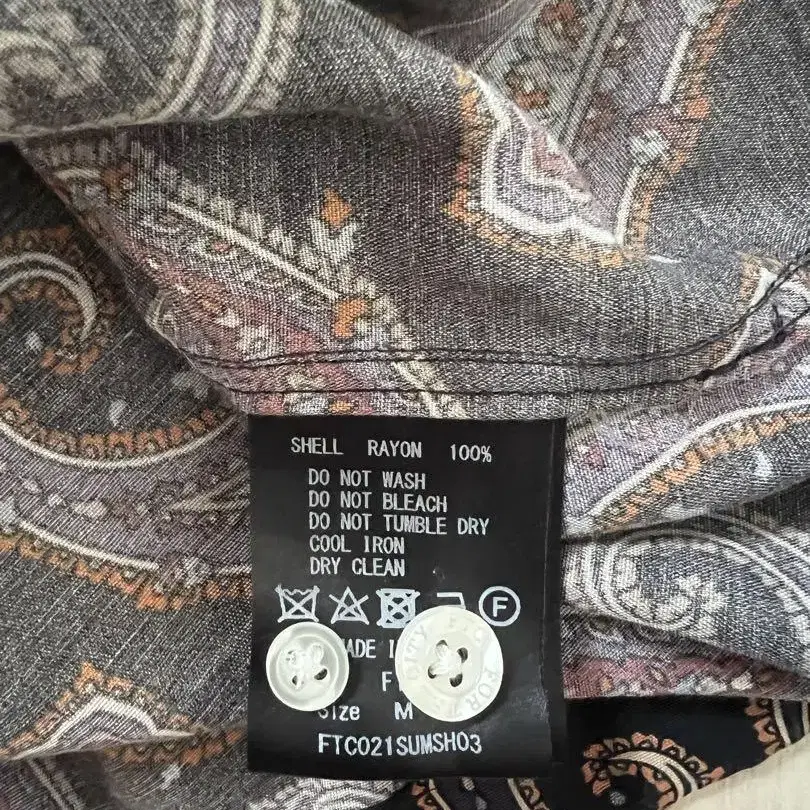 SHELL RAYON 100%
DO NOT WASH
DO NOT BLEACH
DO NOT TUMBLE DRY
COOL IRON
DRY CLEAN
F
Size M
FTC021SUMSH03